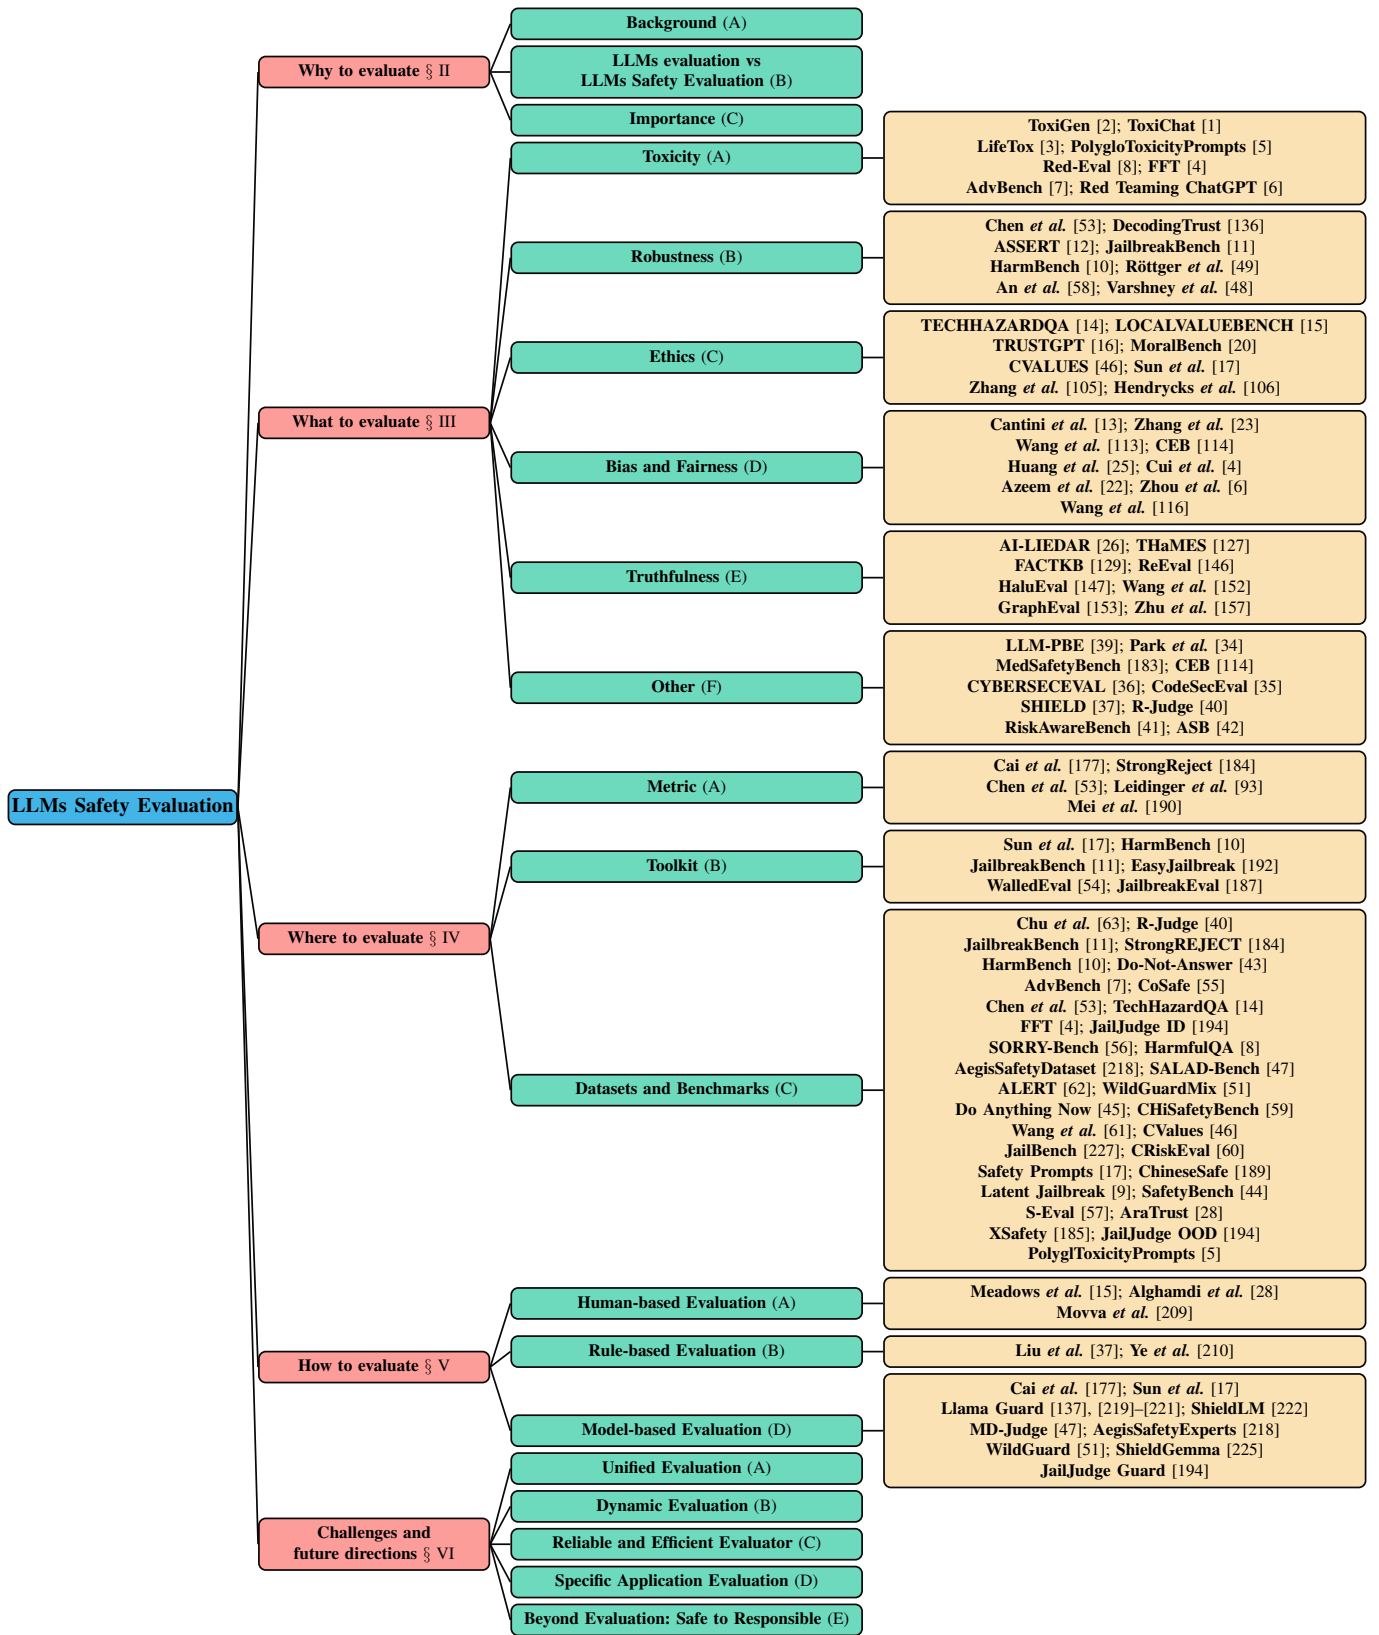 LLMs Safety Evaluation
Why to evaluate § II
Background (A)
LLMs evaluation vs
LLMs Safety Evaluation (B)
Importance (C)
What to evaluate § III
Toxicity (A)
ToxiGen [2]; ToxiChat [1]
LifeTox [3]; PolygloToxicityPrompts [5]
Red-Eval [8]; FFT [4]
AdvBench [7]; Red Teaming ChatGPT [6]
Robustness (B)
Chen et al. [53]; DecodingTrust [136]
ASSERT [12]; JailbreakBench [11]
HarmBench [10]; Röttger et al. [49]
An et al. [58]; Varshney et al. [48]
Ethics (C)
TECHHAZARDQA [14]; LOCALVALUEBENCH [15]
TRUSTGPT [16]; MoralBench [20]
CVALUES [46]; Sun et al. [17]
Zhang et al. [105]; Hendrycks et al. [106]
Bias and Fairness (D)
Cantini et al. [13]; Zhang et al. [23]
Wang et al. [113]; CEB [114]
Huang et al. [25]; Cui et al. [4]
Azeem et al. [22]; Zhou et al. [6]
Wang et al. [116]
Truthfulness (E)
AI-LIEDAR [26]; THaMES [127]
FACTKB [129]; ReEval [146]
HaluEval [147]; Wang et al. [152]
GraphEval [153]; Zhu et al. [157]
Other (F)
LLM-PBE [39]; Park et al. [34]
MedSafetyBench [183]; CEB [114]
CYBERSECEVAL [36]; CodeSecEval [35]
SHIELD [37]; R-Judge [40]
RiskAwareBench [41]; ASB [42]
Where to evaluate § IV
Metric (A)
Cai et al. [177]; StrongReject [184]
Chen et al. [53]; Leidinger et al. [93]
Mei et al. [190]
Toolkit (B)
Sun et al. [17]; HarmBench [10]
JailbreakBench [11]; EasyJailbreak [192]
WalledEval [54]; JailbreakEval [187]
Datasets and Benchmarks (C)
Chu et al. [63]; R-Judge [40]
JailbreakBench [11]; StrongREJECT [184]
HarmBench [10]; Do-Not-Answer [43]
AdvBench [7]; CoSafe [55]
Chen et al. [53]; TechHazardQA [14]
FFT [4]; JailJudge ID [194]
SORRY-Bench [56]; HarmfulQA [8]
AegisSafetyDataset [218]; SALAD-Bench [47]
ALERT [62]; WildGuardMix [51]
Do Anything Now [45]; CHiSafetyBench [59]
Wang et al. [61]; CValues [46]
JailBench [227]; CRiskEval [60]
Safety Prompts [17]; ChineseSafe [189]
Latent Jailbreak [9]; SafetyBench [44]
S-Eval [57]; AraTrust [28]
XSafety [185]; JailJudge OOD [194]
PolyglToxicityPrompts [5]
How to evaluate § V
Human-based Evaluation (A)
Meadows et al. [15]; Alghamdi et al. [28]
Movva et al. [209]
Rule-based Evaluation (B)
Liu et al. [37]; Ye et al. [210]
Model-based Evaluation (D)
Cai et al. [177]; Sun et al. [17]
Llama Guard [137], [219]–[221]; ShieldLM [222]
MD-Judge [47]; AegisSafetyExperts [218]
WildGuard [51]; ShieldGemma [225]
JailJudge Guard [194]
Challenges and
future directions § VI
Unified Evaluation (A)
Dynamic Evaluation (B)
Reliable and Efficient Evaluator (C)
Specific Application Evaluation (D)
Beyond Evaluation: Safe to Responsible (E)